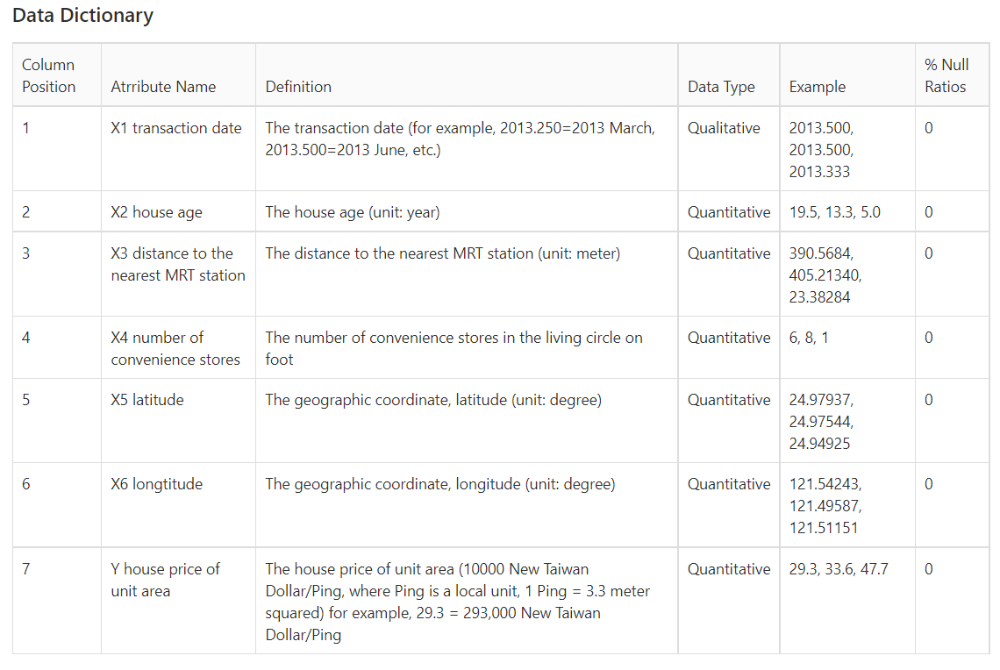 Data Dictionary
Column Position Atrribute Name Definition Data Type Example % Null Ratios
1 X1 transaction date The transaction date (for example, 2013.250=2013 March, 2013.500=2013 June, etc.) Qualitative 2013.500, 2013.500, 2013.333 0
2 X2 house age The house age (unit: year) Quantitative 19.5, 13.3, 5.0 0
3 X3 distance to the nearest MRT station The distance to the nearest MRT station (unit: meter) Quantitative 390.5684, 405.21340, 23.38284 0
4 X4 number of convenience stores The number of convenience stores in the living circle on foot Quantitative 6, 8, 1 0
5 X5 latitude The geographic coordinate, latitude (unit: degree) Quantitative 24.97937, 24.97544, 24.94925 0
6 X6 longtitude The geographic coordinate, longitude (unit: degree) Quantitative 121.54243, 121.49587, 121.51151 0
7 Y house price of unit area The house price of unit area (10000 New Taiwan Dollar/Ping, where Ping is a local unit, 1 Ping = 3.3 meter squared) for example, 29.3 = 293,000 New Taiwan Dollar/Ping Quantitative 29.3, 33.6, 47.7 0